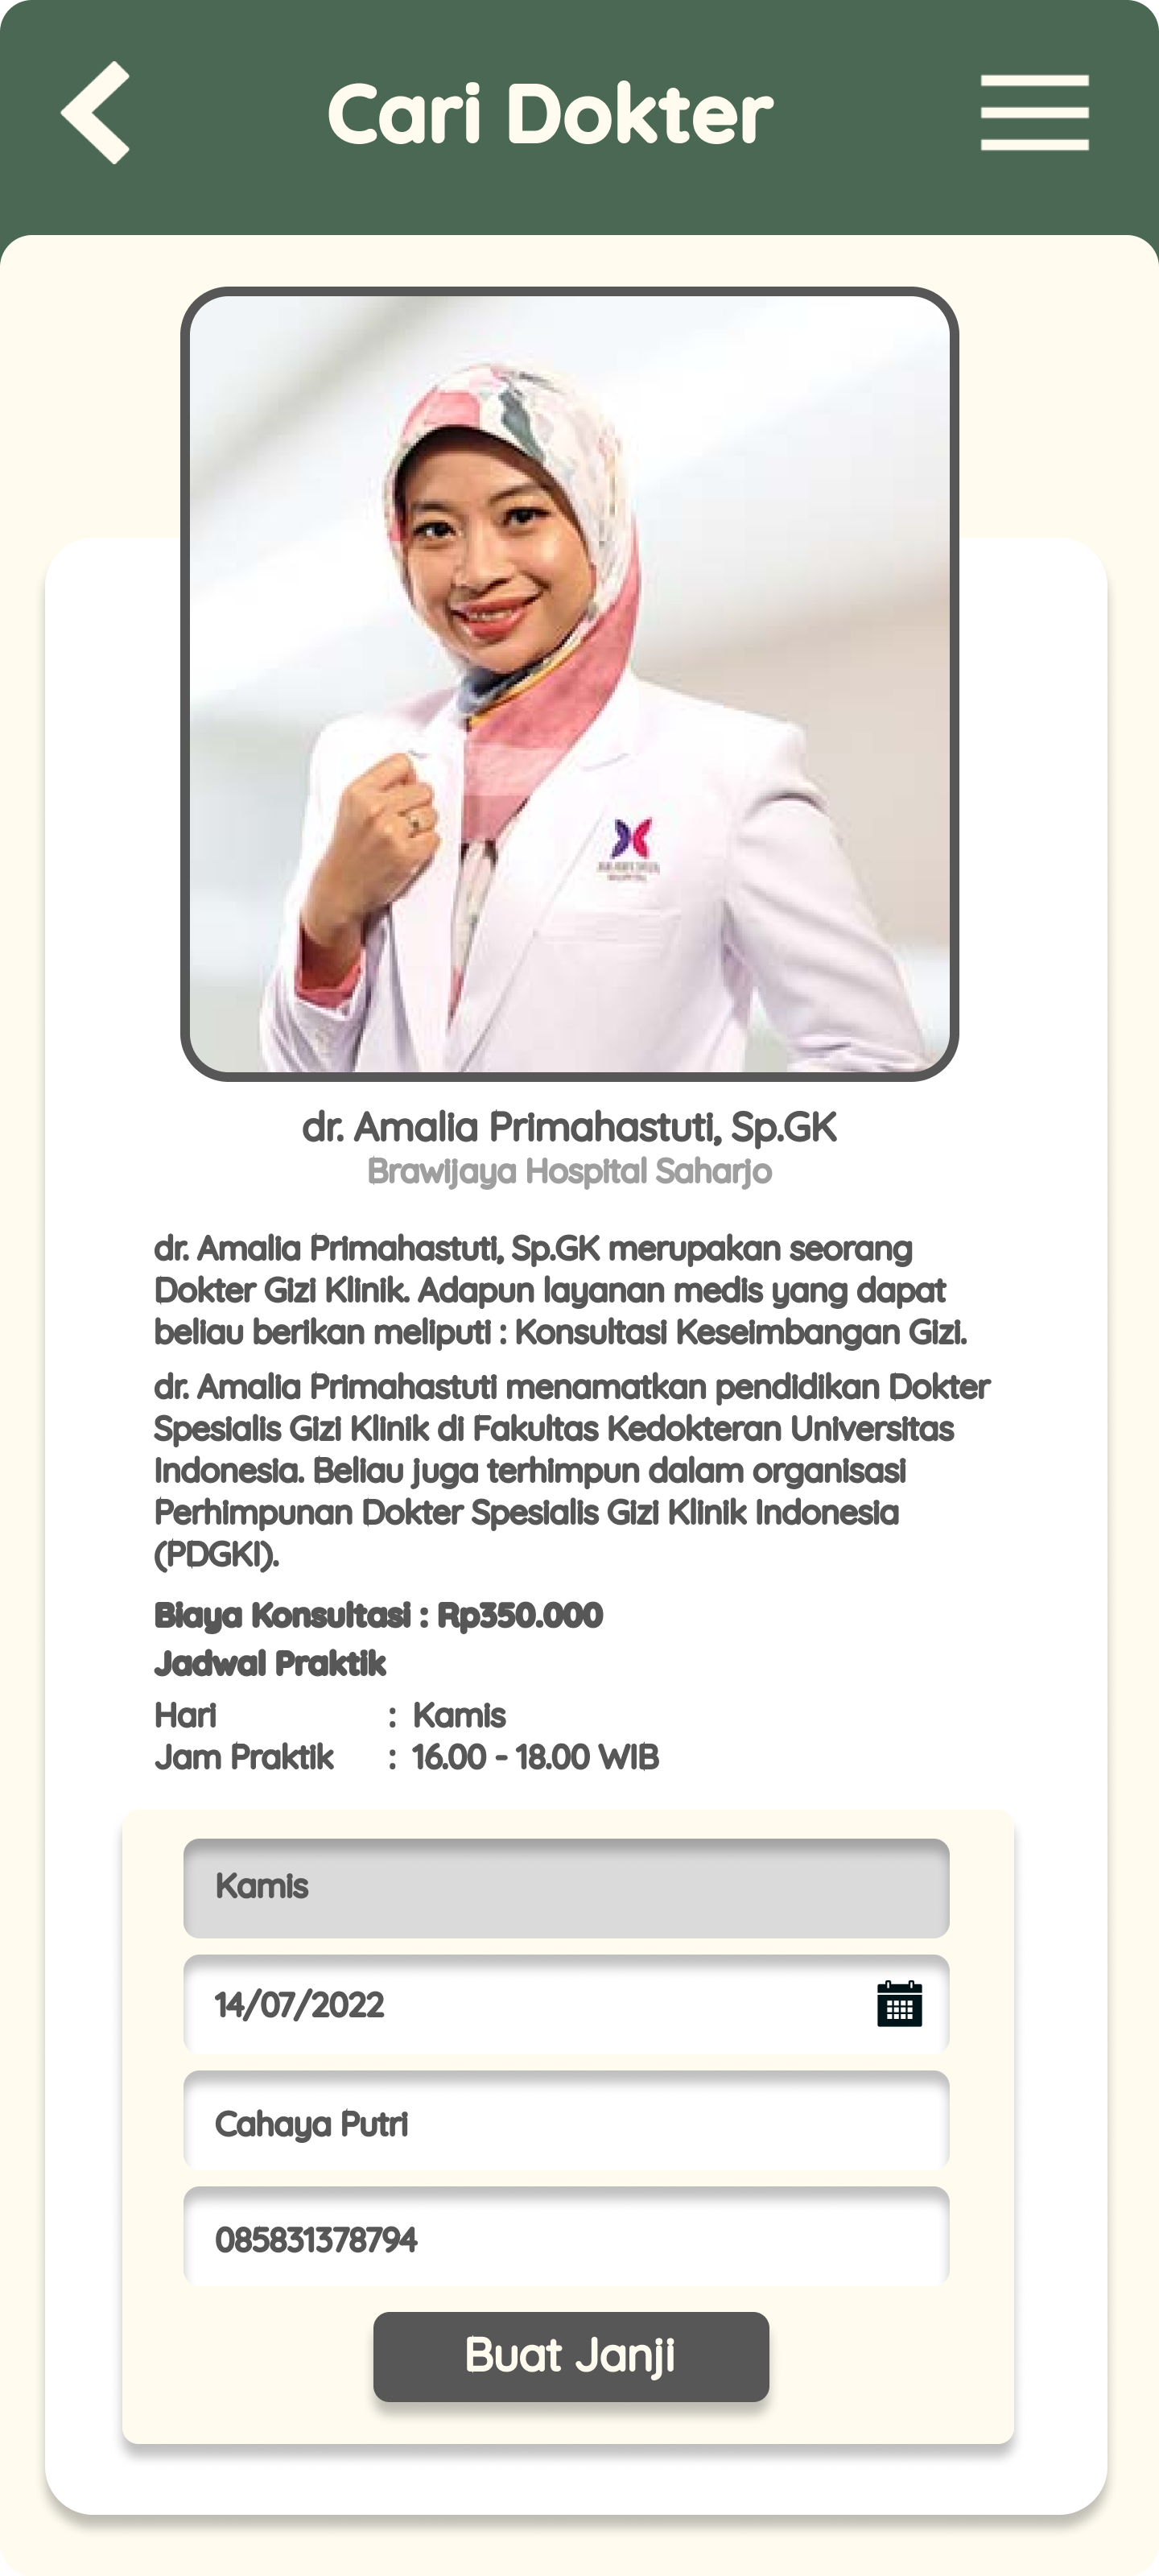 Cari Dokter
dr. Amalia Primahastuti, Sp.GK
Brawijaya Hospital Saharjo
dr. Amalia Primahastuti, Sp.GK merupakan seorang
Dokter Gizi Klinik. Adapun layanan medis yang dapat
beliau berikan meliputi : Konsultasi Keseimbangan Gizi.
dr. Amalia Primahastuti menamatkan pendidikan Dokter
Spesialis Gizi Klinik di Fakultas Kedokteran Universitas
Indonesia. Beliau juga terhimpun dalam organisasi
Perhimpunan Dokter Spesialis Gizi Klinik Indonesia
(PDGKI).
Biaya Konsultasi : Rp350.000
Jadwal Praktik
Hari : Kamis
Jam Praktik : 16.00 - 18.00 WIB
Kamis
14/07/2022
Cahaya Putri
085831378794
Buat Janji